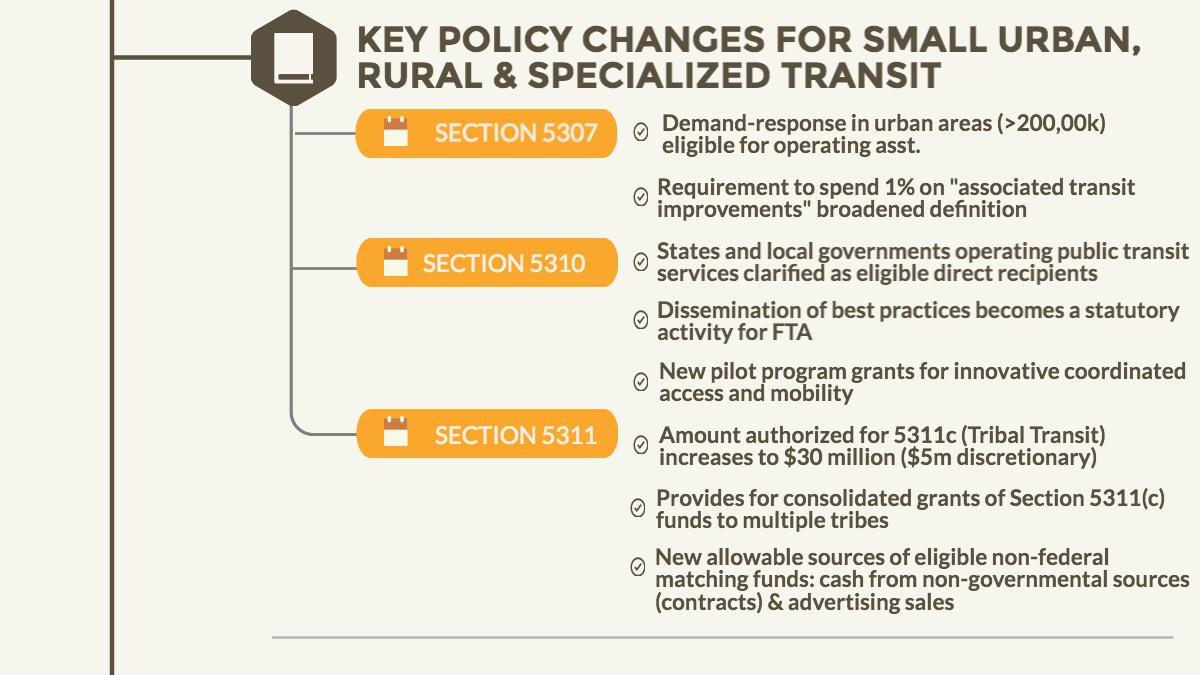 KEY POLICY CHANGES FOR SMALL URBAN,
RURAL & SPECIALIZED TRANSIT
SECTION 5307
Demand-response in urban areas (>200,00k)
eligible for operating asst.
Requirement to spend 1% on "associated transit
improvements" broadened definition
SECTION 5310
States and local governments operating public transit
services clarified as eligible direct recipients
Dissemination of best practices becomes a statutory
activity for FTA
New pilot program grants for innovative coordinated
access and mobility
SECTION 5311
Amount authorized for 5311c (Tribal Transit)
increases to $30 million ($5m discretionary)
Provides for consolidated grants of Section 5311(c)
funds to multiple tribes
New allowable sources of eligible non-federal
matching funds: cash from non-governmental sources
(contracts) & advertising sales